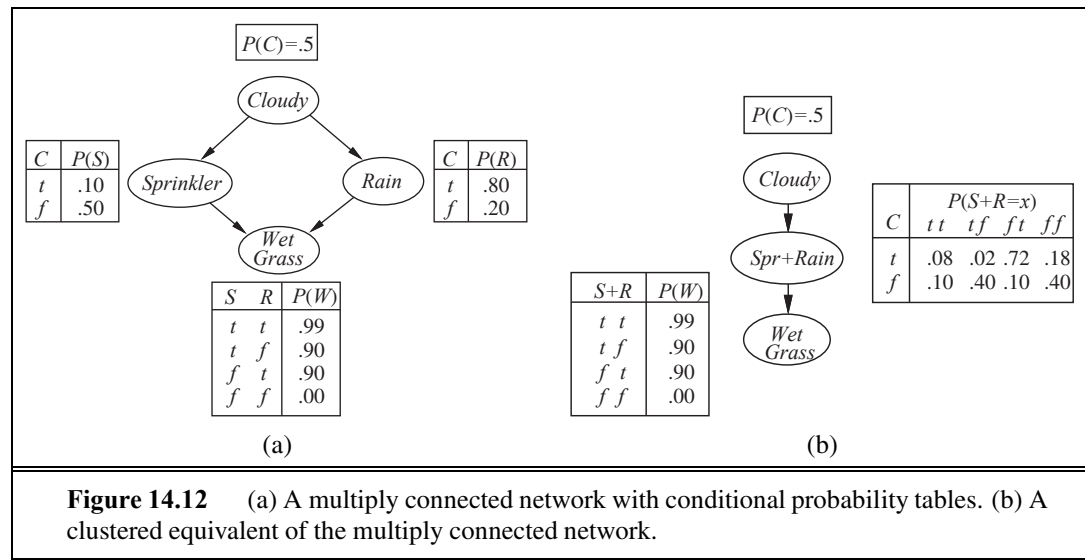 P(C)=.5
Cloudy
C P(S)
t .10
f .50
Sprinkler
Rain
C P(R)
t .80
f .20
Wet
Grass
S R P(W)
t t .99
t f .90
f t .90
f f .00
(a)
P(C)=.5
Cloudy
Spr+Rain
P(S+R=x)
C t t t f f t f f
t .08 .02 .72 .18
f .10 .40 .10 .40
S+R P(W)
t t .99
t f .90
f t .90
f f .00
Wet
Grass
(b)
Figure 14.12 (a) A multiply connected network with conditional probability tables. (b) A
clustered equivalent of the multiply connected network.